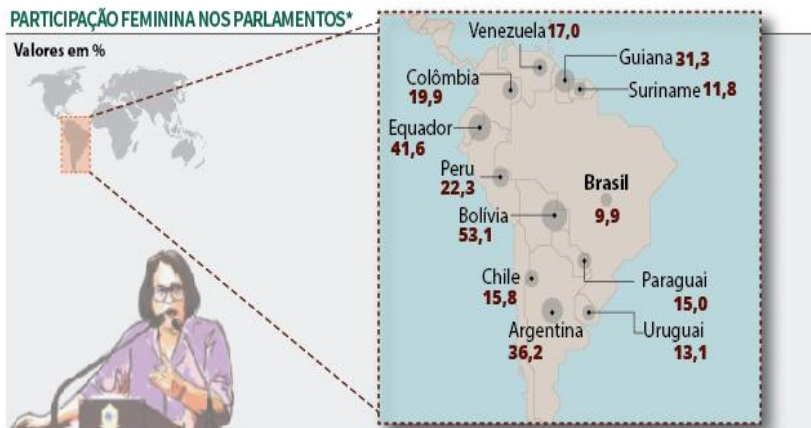 PARTICIPAÇÃO FEMININA NOS PARLAMENTOS*
Valores em %
Venezuela 17,0
Guiana 31,3
Colômbia
19,9
Suriname 11,8
Equador
41,6
Peru
22,3
Brasil
9,9
Bolívia
53,1
Chile
15,8
Paraguai
15,0
Argentina
36,2
Uruguai
13,1